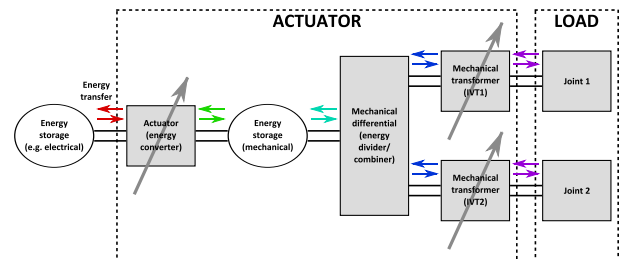 ACTUATOR
LOAD
Energy
transfer
Energy
storage
(e.g. electrical)
Actuator
(energy
converter)
Energy
storage
(mechanical)
Mechanical
differential
(energy
divider/
combiner)
Mechanical
transformer
(IVT1)
Joint 1
Mechanical
transformer
(IVT2)
Joint 2